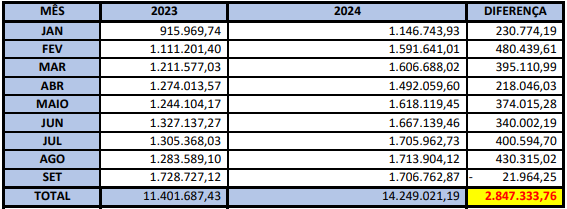 MÊS 2023 2024 DIFERENÇA
JAN 915.969,74 1.146.743,93 230.774,19
FEV 1.111.201,40 1.591.641,01 480.439,61
MAR 1.211.577,03 1.606.688,02 395.110,99
ABR 1.274.013,57 1.492.059,60 218.046,03
MAIO 1.244.104,17 1.618.119,45 374.015,28
JUN 1.327.137,27 1.667.139,46 340.002,19
JUL 1.305.368,03 1.705.962,73 400.594,70
AGO 1.283.589,10 1.713.904,12 430.315,02
SET 1.728.727,12 1.706.762,87 - 21.964,25
TOTAL 11.401.687,43 14.249.021,19 2.847.333,76